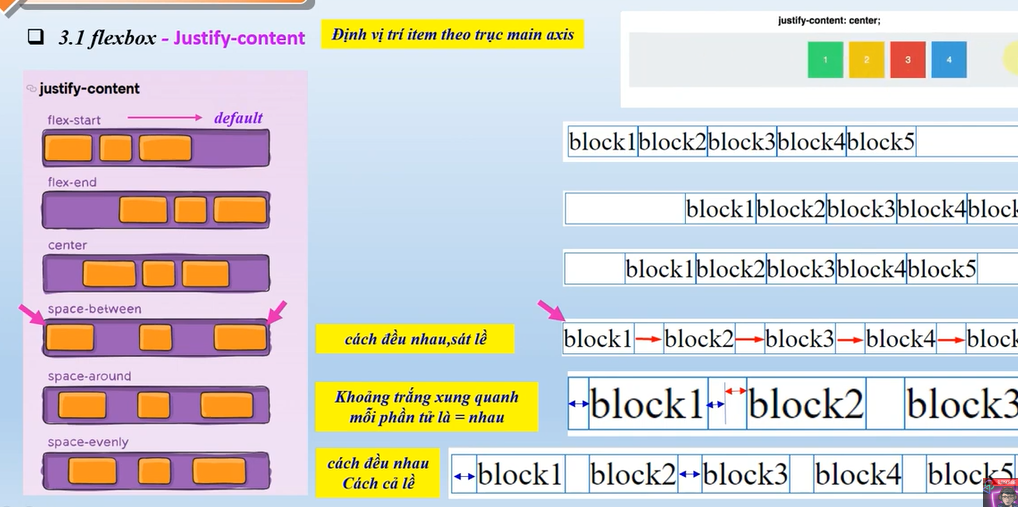 3.1 flexbox - Justify-content
Định vị trí item theo trục main axis
justify-content: center;
1 2 3 4
justify-content
flex-start default
block1 block2 block3 block4 block5
flex-end
block1 block2 block3 block4 block
center
block1 block2 block3 block4 block5
space-between
cách đều nhau,sát lề
block1 block2 block3 block4 block
space-around
Khoảng trắng xung quanh
mỗi phần tử là = nhau
block1 block2 block3
space-evenly
cách đều nhau
Cách cả lề
block1 block2 block3 block4 block5